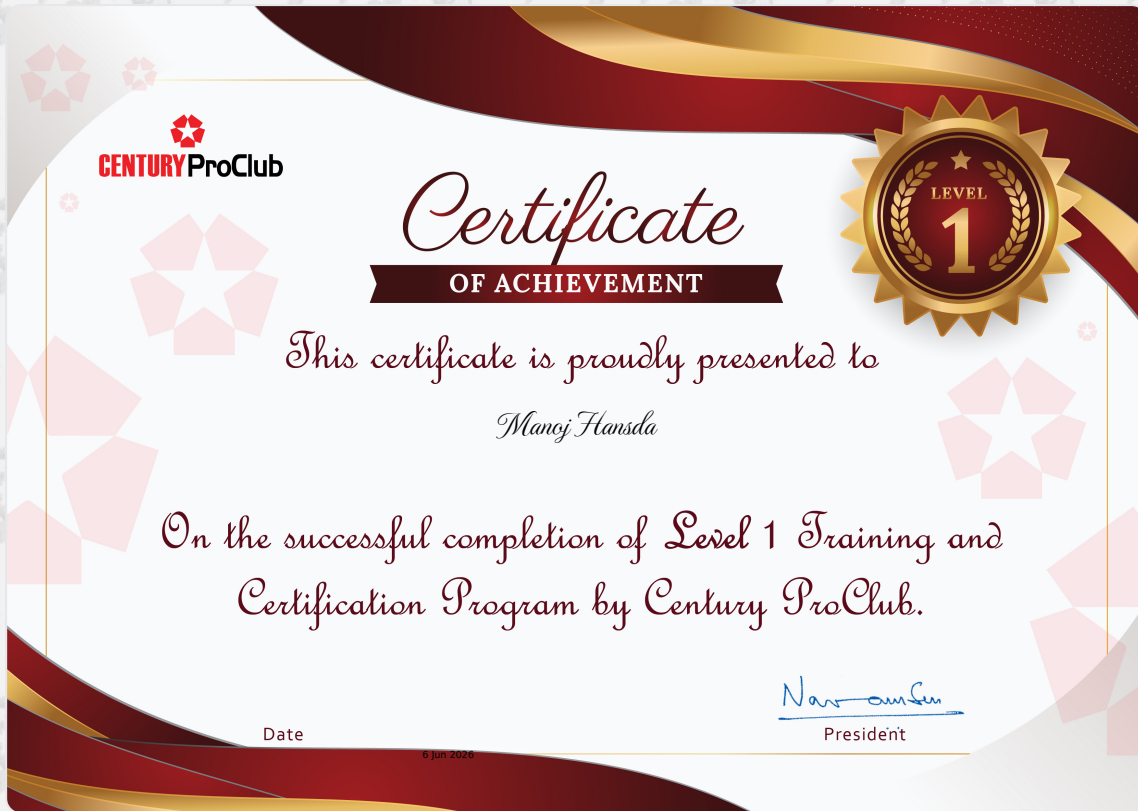 CENTURY ProClub
LEVEL
1
Certificate
OF ACHIEVEMENT
This certificate is proudly presented to
Manoj Hansda
On the successful completion of Level 1 Training and
Certification Program by Century ProClub.
Date
President
6 Jun 2026